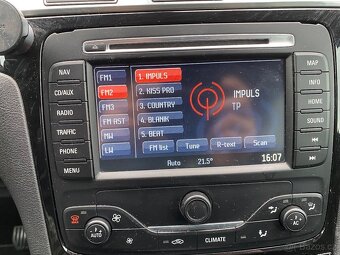 NAV
CD/AUX
RADIO
TRAFFIC
PHONE
MENU
FM1
FM2
FM3
FM AST
MW
LW
1. IMPULS
2. KISS PRO
3. COUNTRY
4. BLANIK
5. BEAT
IMPULS
TP
FM list
Tune
R-text
Scan
Auto
21.5°
16:07
MAP
INFO
HOME
SOUND
AUTO
CLIMATE
AC